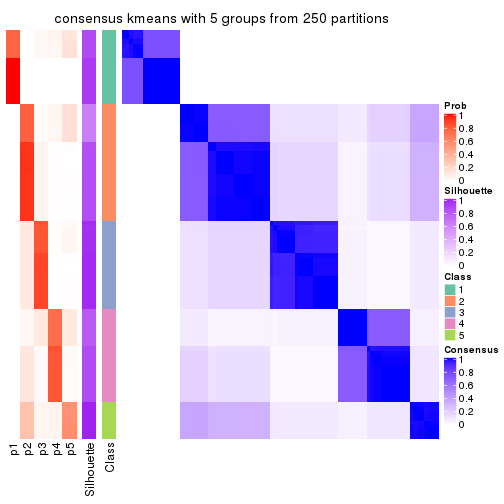 consensus kmeans with 5 groups from 250 partitions
Prob
1
0.8
0.6
0.4
0.2
0
Silhouette
1
0.8
0.6
0.4
0.2
0
Class
1
2
3
4
5
Consensus
1
0.8
0.6
0.4
0.2
0
p1
p2
p3
p4
p5
Silhouette
Class